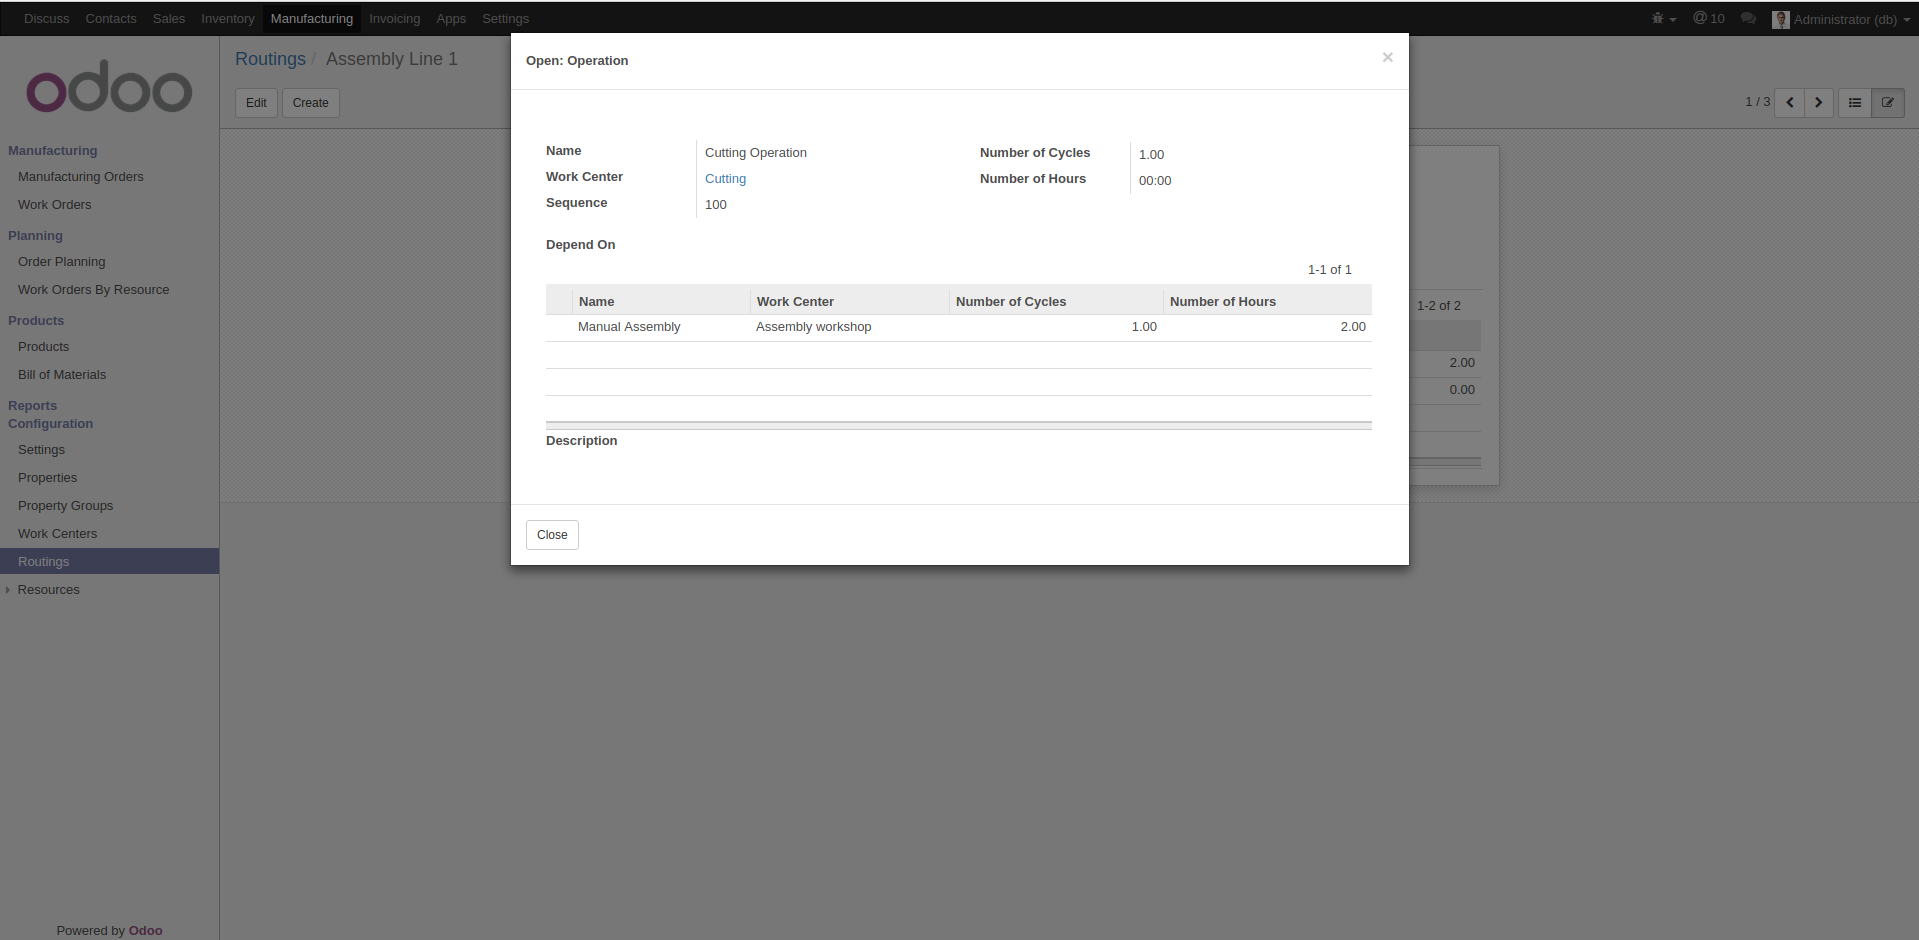 Discuss Contacts Sales Inventory Manufacturing Invoicing Apps Settings @ 10 Administrator (db)
odoo
Routings / Assembly Line 1
Edit Create
1 / 3
Manufacturing
Manufacturing Orders
Work Orders
Planning
Order Planning
Work Orders By Resource
Products
Products
Bill of Materials
Reports
Configuration
Settings
Properties
Property Groups
Work Centers
Routings
Resources
Powered by Odoo
Open: Operation ×
Name Cutting Operation
Work Center Cutting
Sequence 100
Number of Cycles 1.00
Number of Hours 00:00
Depend On
1-1 of 1
Name Work Center Number of Cycles Number of Hours
Manual Assembly Assembly workshop 1.00 2.00
Description
Close
1-2 of 2
2.00
0.00